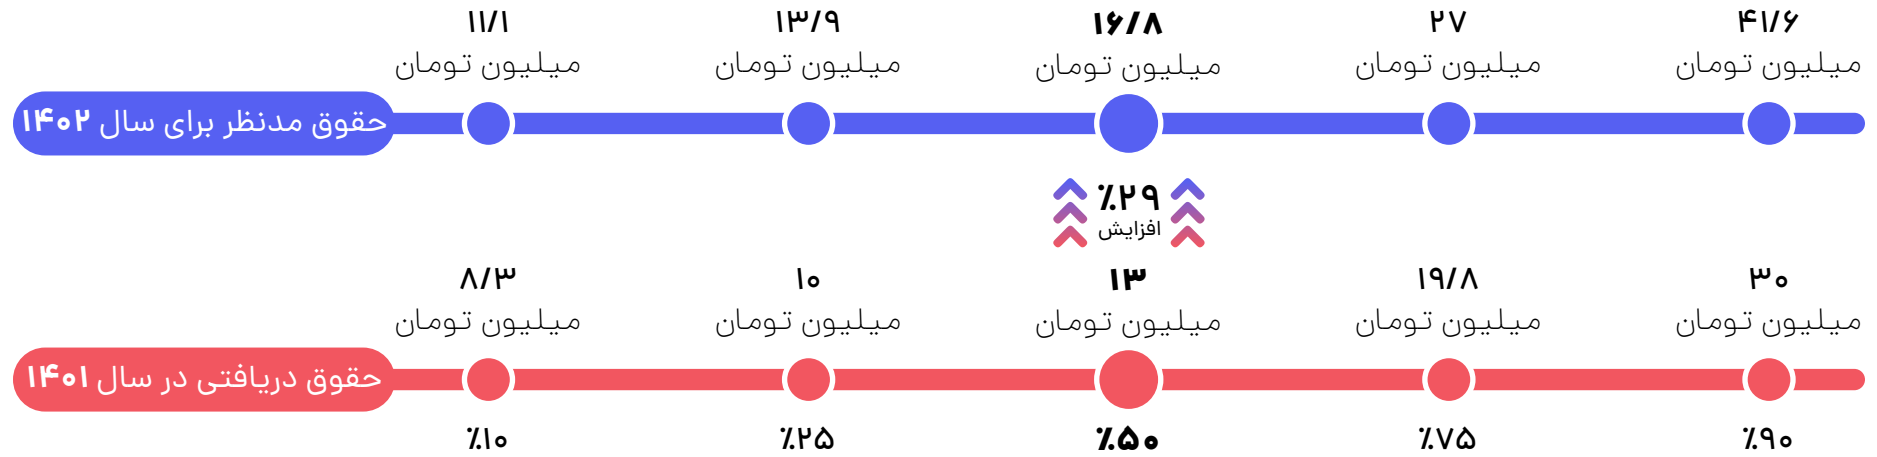 ۱۱/۱
میلیون تومان
۱۳/۹
میلیون تومان
۱۶/۸
میلیون تومان
۲۷
میلیون تومان
۴۱/۶
میلیون تومان
حقوق مدنظر برای سال ۱۴۰۲
٪۲۹
افزایش
۸/۳
میلیون تومان
۱۰
میلیون تومان
۱۳
میلیون تومان
۱۹/۸
میلیون تومان
۳۰
میلیون تومان
حقوق دریافتی در سال ۱۴۰۱
٪۱۰
٪۲۵
٪۵۰
٪۷۵
٪۹۰